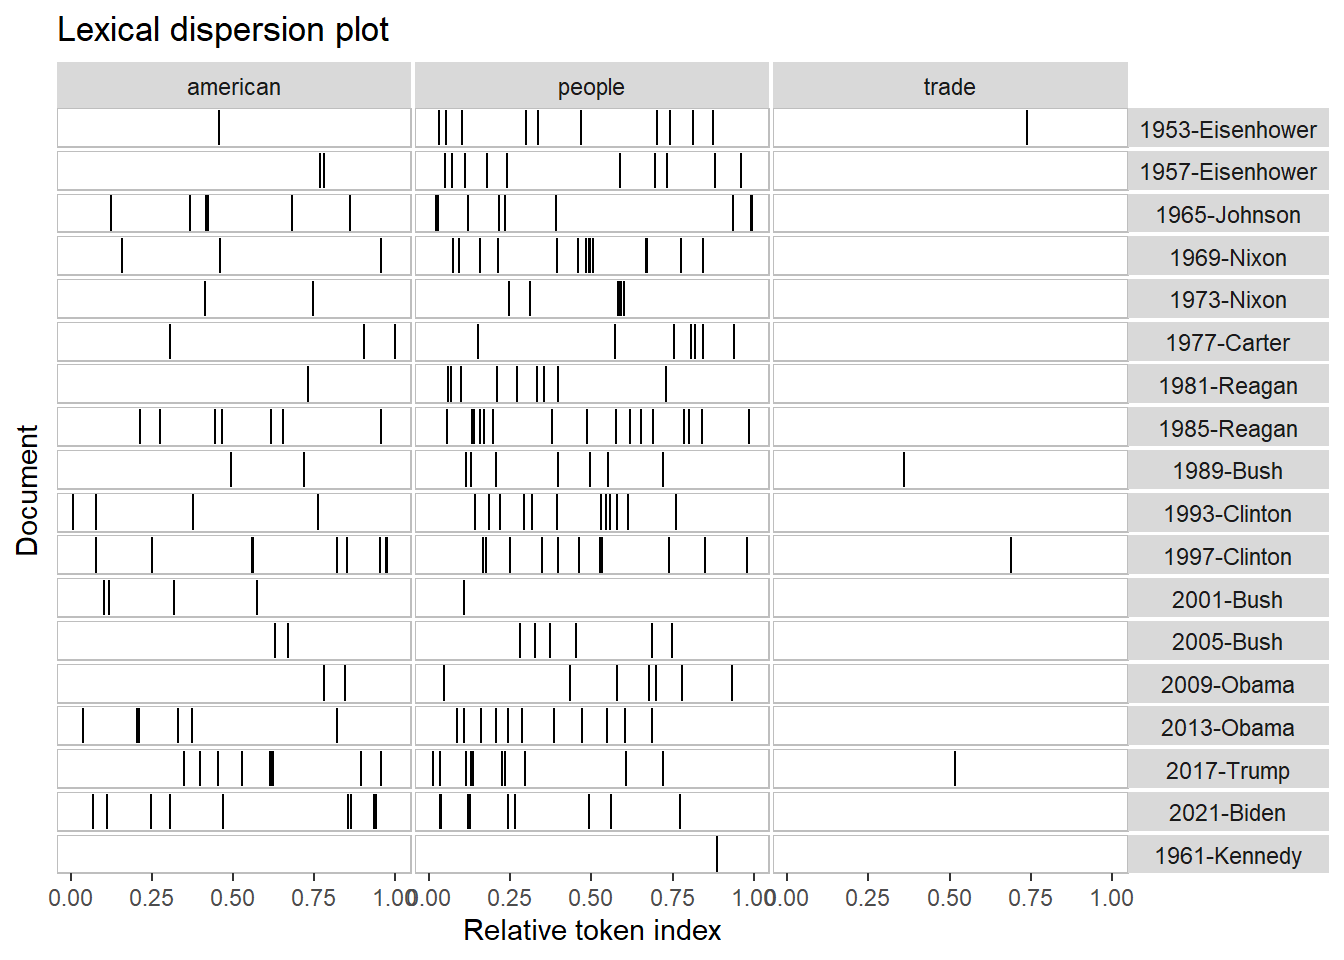 Lexical dispersion plot
american people trade
1953-Eisenhower
1957-Eisenhower
1965-Johnson
1969-Nixon
1973-Nixon
1977-Carter
1981-Reagan
1985-Reagan
1989-Bush
1993-Clinton
1997-Clinton
2001-Bush
2005-Bush
2009-Obama
2013-Obama
2017-Trump
2021-Biden
1961-Kennedy
Document
0.00 0.25 0.50 0.75 1.00 0.00 0.25 0.50 0.75 1.00 0.00 0.25 0.50 0.75 1.00
Relative token index